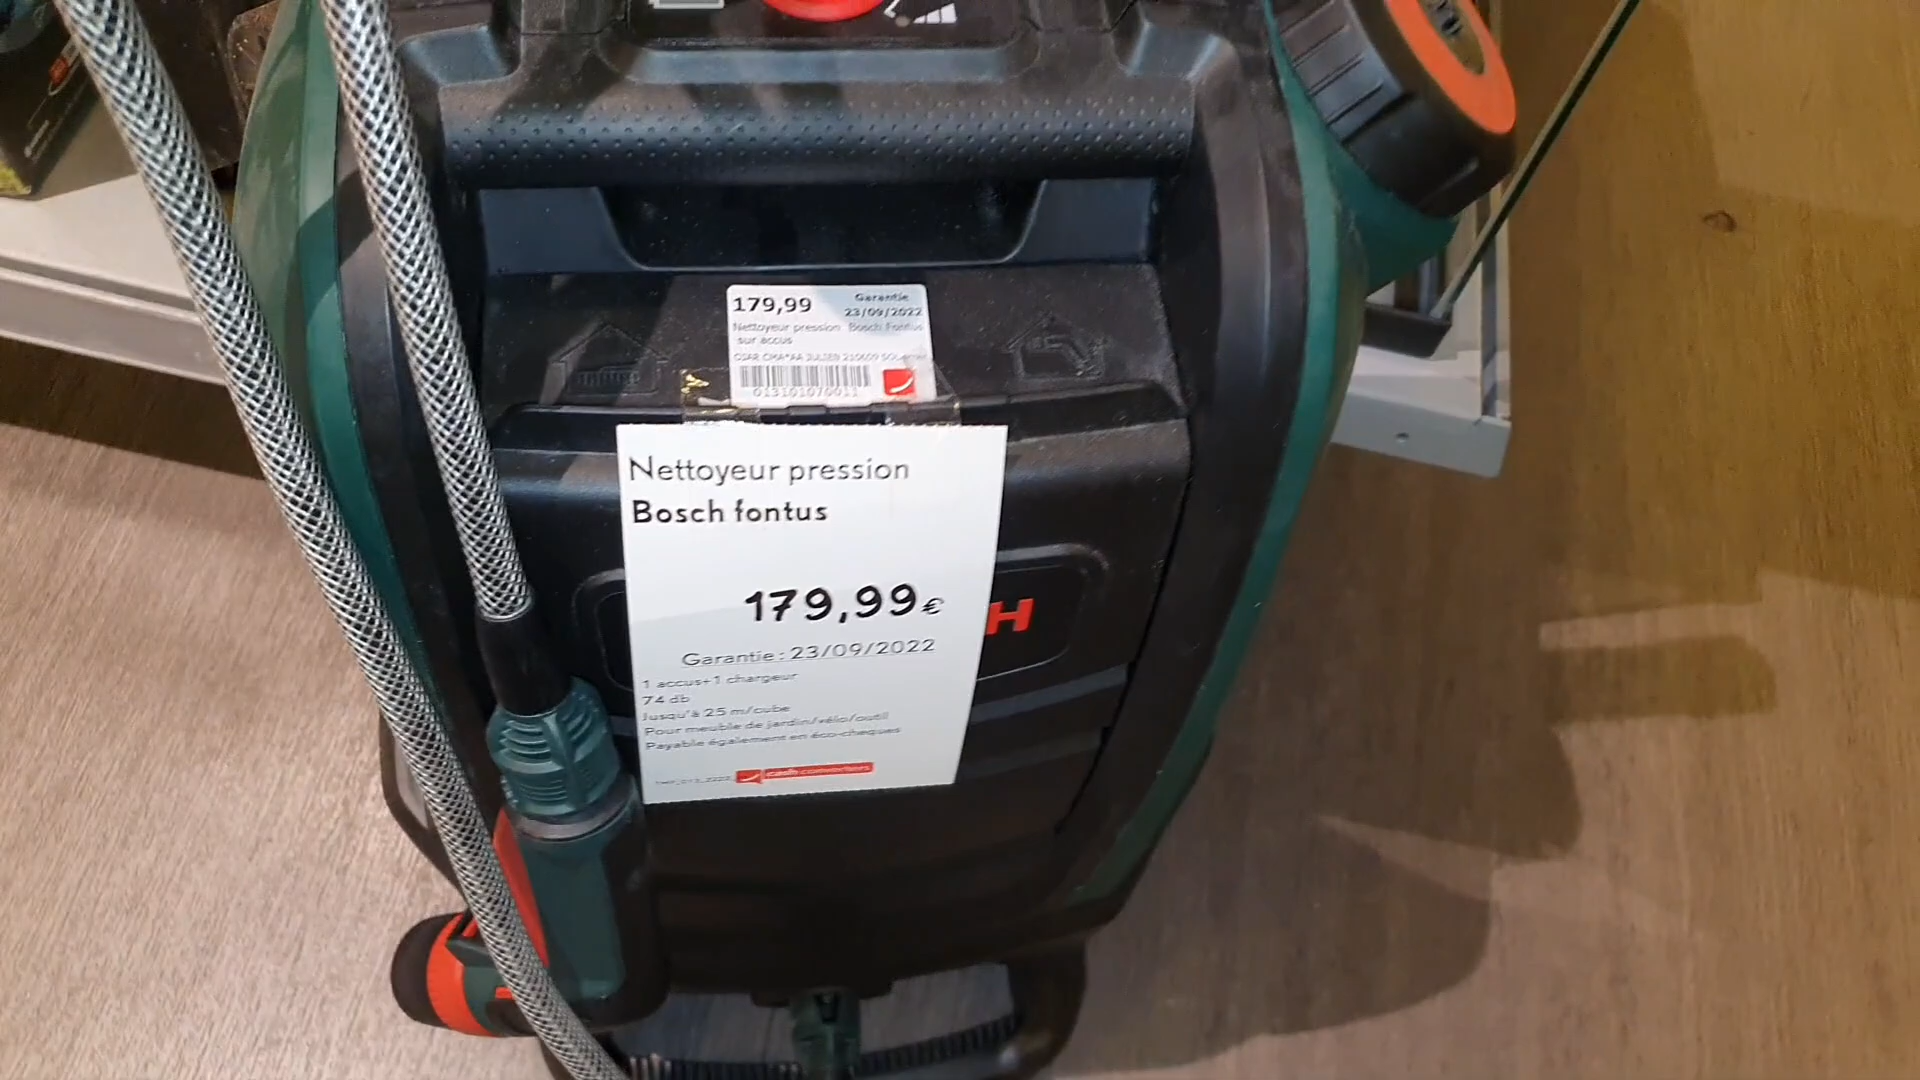 179,99 Garantie
23/09/2022
Nettoyeur pression Bosch Fontus
sur accus
013101070011
Nettoyeur pression
Bosch fontus
179,99€
H
Garantie : 23/09/2022
1 accus+1 chargeur
74 db
Jusqu'à 25 m/cube
Pour meuble de jardin/vélo/outil
Payable également en éco-cheques
cash converters